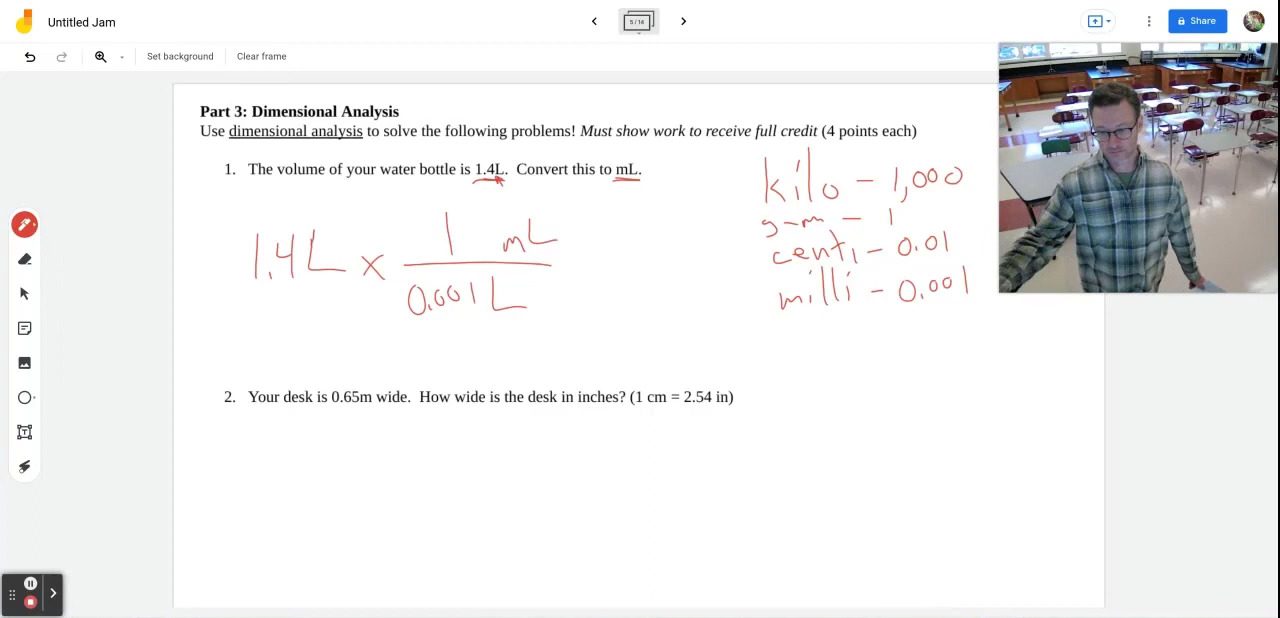 Untitled Jam
5 / 14
Share
Set background
Clear frame
Part 3: Dimensional Analysis
Use dimensional analysis to solve the following problems! Must show work to receive full credit (4 points each)
1. The volume of your water bottle is 1.4L. Convert this to mL.
kilo - 1,000
g-m - 1
centi - 0.01
milli - 0.001
1.4L x 1 mL
0.001 L
2. Your desk is 0.65m wide. How wide is the desk in inches? (1 cm = 2.54 in)